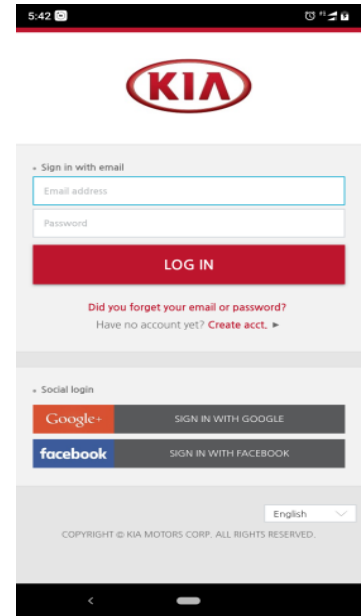 5:42
KIA
Sign in with email
Email address
Password
LOG IN
Did you forget your email or password?
Have no account yet? Create acct. ►
Social login
Google+ SIGN IN WITH GOOGLE
facebook SIGN IN WITH FACEBOOK
English
COPYRIGHT © KIA MOTORS CORP. ALL RIGHTS RESERVED.